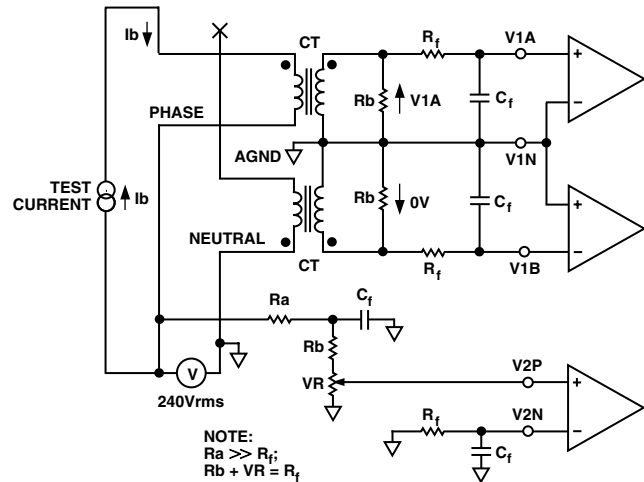 Ib
CT
Rf
V1A
+
PHASE
Rb
V1A
Cf
−
AGND
V1N
TEST
CURRENT
Ib
Rb
0V
Cf
+
NEUTRAL
CT
Rf
V1B
−
Ra
Cf
Rb
VR
V2P
+
V
240Vrms
Rf
V2N
−
Cf
NOTE:
Ra >> Rf;
Rb + VR = Rf